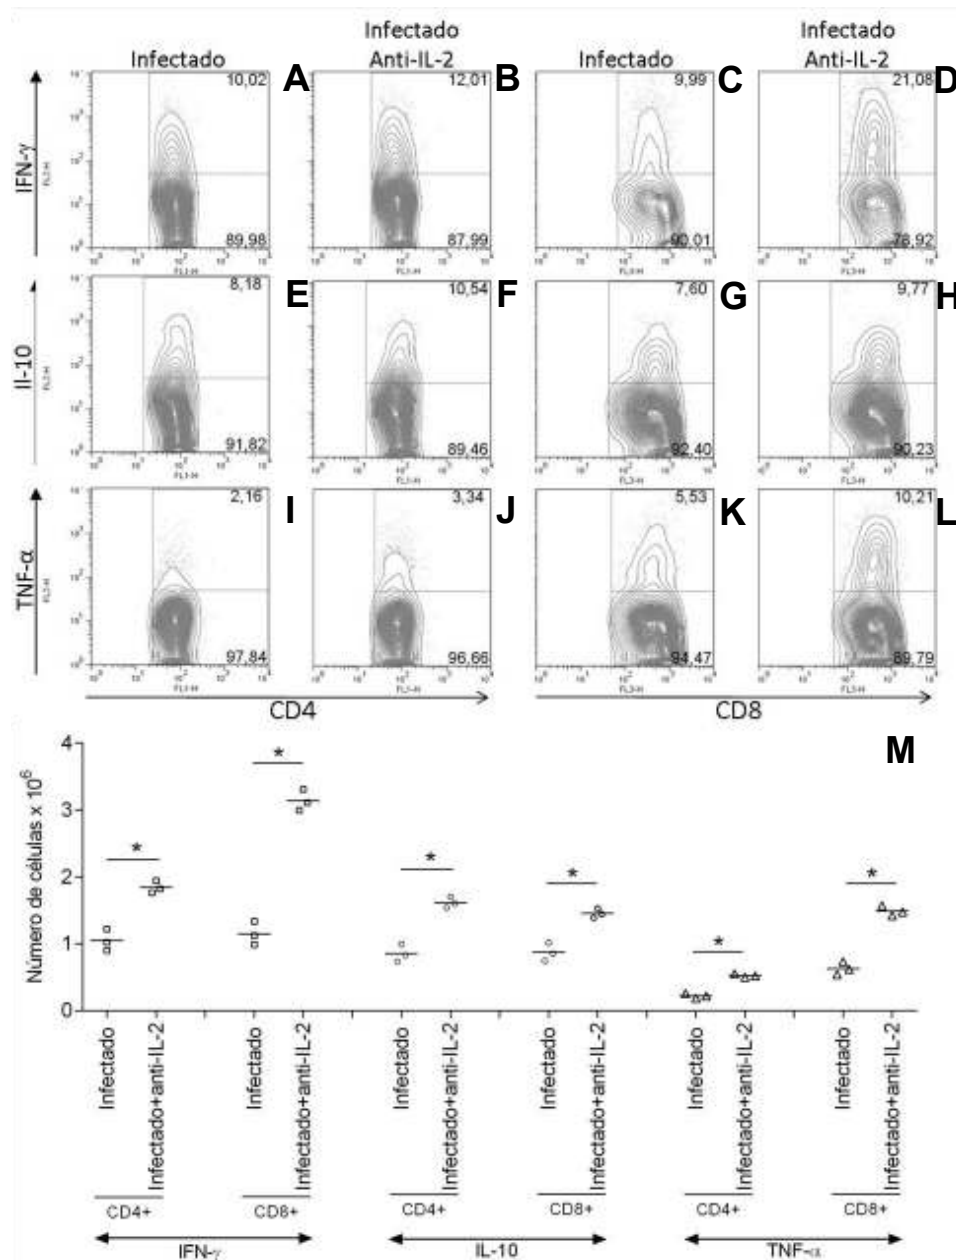 Infectado
Infectado Anti-IL-2
Infectado
Infectado Anti-IL-2
IFN-γ
10,02
A
12,01
B
9,99
C
21,08
D
89,98
87,99
90,01
78,92
Il-10
8,18
E
10,54
F
7,60
G
9,77
H
91,82
89,46
92,40
90,23
TNF-α
2,16
I
3,34
J
5,53
K
10,21
L
97,84
96,66
94,47
89,79
CD4
CD8
M
Número de células x 10⁶
4
3
2
1
0
*
*
*
*
*
*
Infectado
Infectado+anti-IL-2
Infectado
Infectado+anti-IL-2
Infectado
Infectado+anti-IL-2
Infectado
Infectado+anti-IL-2
Infectado
Infectado+anti-IL-2
Infectado
Infectado+anti-IL-2
CD4+
CD8+
CD4+
CD8+
CD4+
CD8+
IFN-γ
IL-10
TNF-α